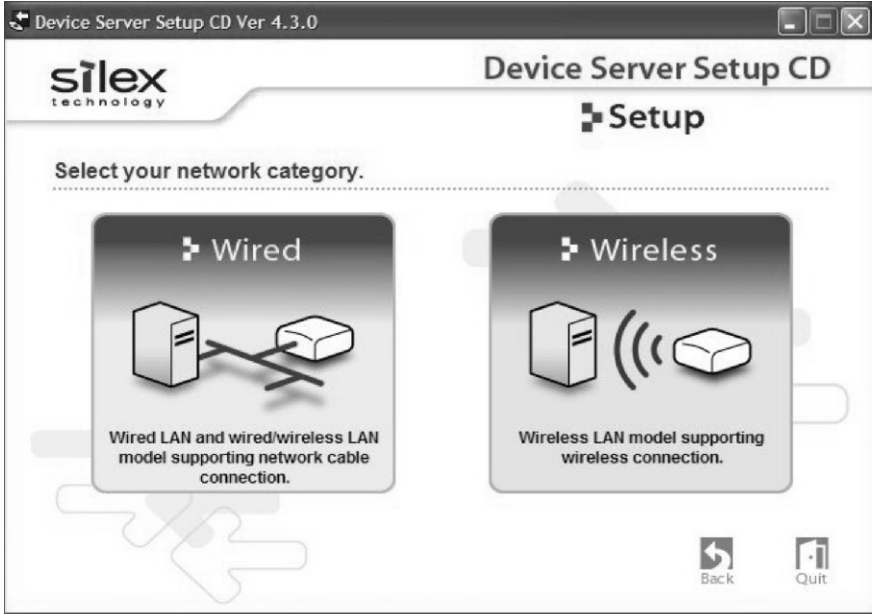 Device Server Setup CD Ver 4.3.0
silex
technology
Device Server Setup CD
Setup
Select your network category.
Wired
Wired LAN and wired/wireless LAN
model supporting network cable
connection.
Wireless
Wireless LAN model supporting
wireless connection.
Back
Quit